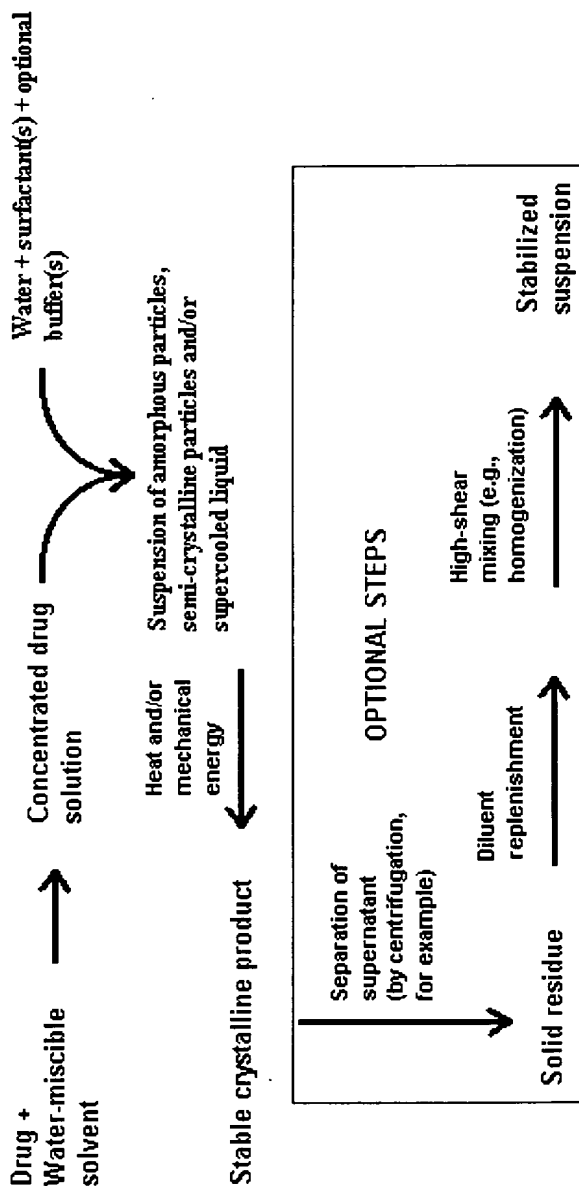 Drug +
Water-miscible
solvent
Concentrated drug
solution
Water + surfactant(s) + optional
buffer(s)
Suspension of amorphous particles,
semi-crystalline particles and/or
supercooled liquid
Heat and/or
mechanical
energy
Stable crystalline product
OPTIONAL STEPS
Separation of
supernatant
(by centrifugation,
for example)
Solid residue
Diluent
replenishment
High-shear
mixing (e.g.,
homogenization)
Stabilized
suspension